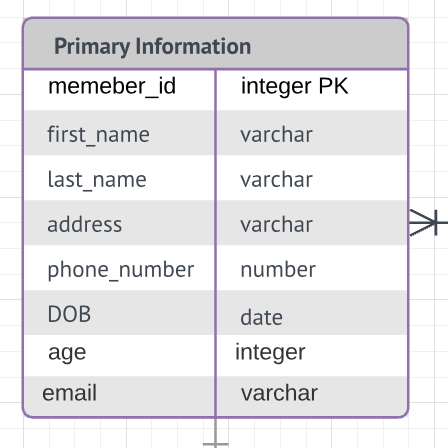 Primary Information
memeber_id integer PK
first_name varchar
last_name varchar
address varchar
phone_number number
DOB date
age integer
email varchar